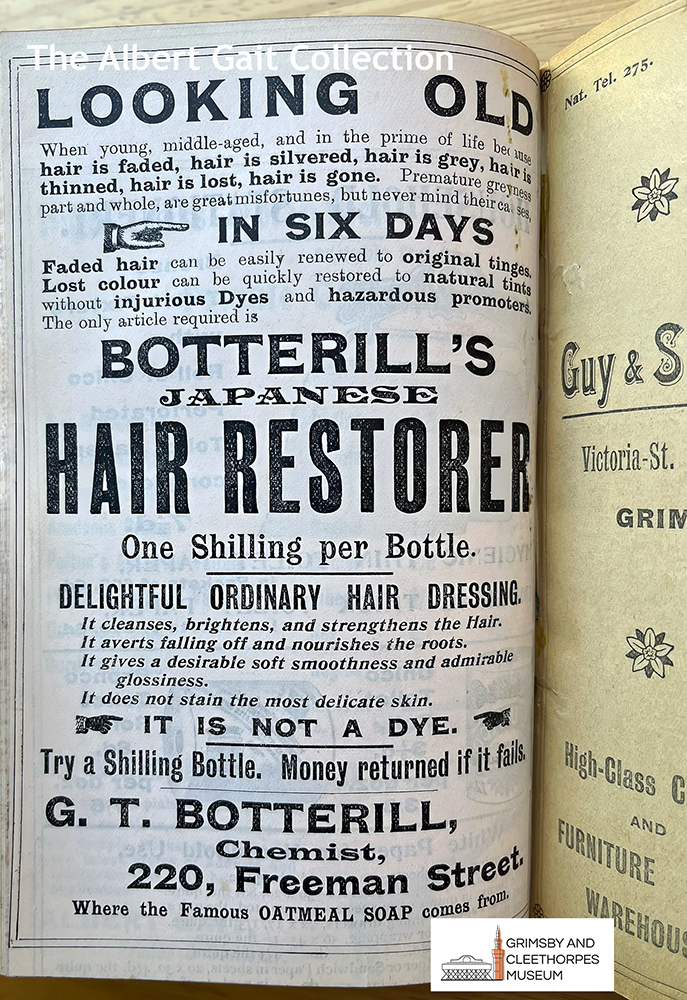 The Albert Gait Collection
LOOKING OLD
When young, middle-aged, and in the prime of life because
hair is faded, hair is silvered, hair is grey, hair is
thinned, hair is lost, hair is gone. Premature greyness
part and whole, are great misfortunes, but never mind their causes,
IN SIX DAYS
Faded hair can be easily renewed to original tinges.
Lost colour can be quickly restored to natural tints
without injurious Dyes and hazardous promoters.
The only article required is
BOTTERILL'S
JAPANESE
HAIR RESTORER
One Shilling per Bottle.
DELIGHTFUL ORDINARY HAIR DRESSING.
It cleanses, brightens, and strengthens the Hair.
It averts falling off and nourishes the roots.
It gives a desirable soft smoothness and admirable
glossiness.
It does not stain the most delicate skin.
IT IS NOT A DYE.
Try a Shilling Bottle. Money returned if it fails.
G. T. BOTTERILL,
Chemist,
220, Freeman Street.
Where the Famous OATMEAL SOAP comes from.
Nat. Tel. 275.
Guy & S
Victoria-St.
GRIM
High-Class C
AND
FURNITURE
WAREHOUS
GRIMSBY AND
CLEETHORPES
MUSEUM